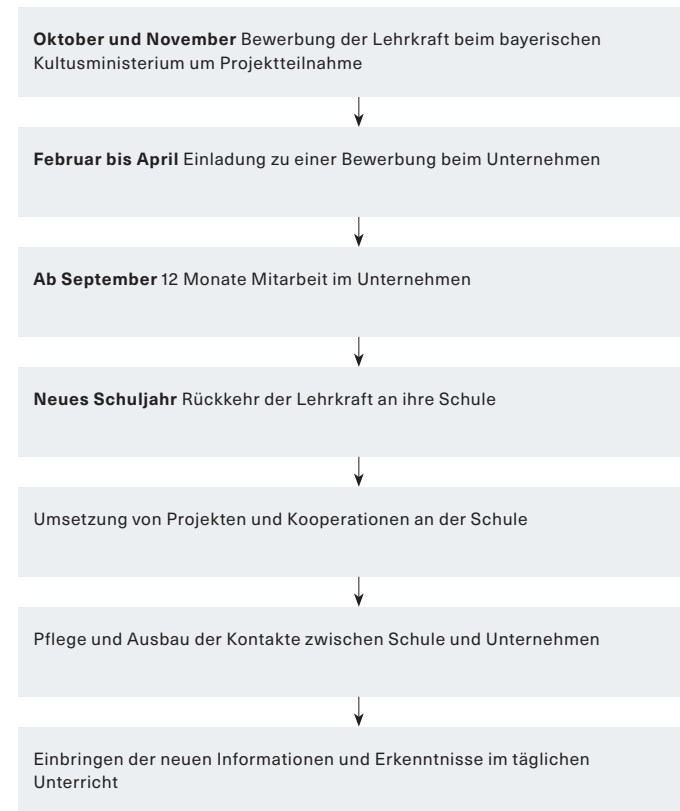 Oktober und November Bewerbung der Lehrkraft beim bayerischen
Kultusministerium um Projektteilnahme
Februar bis April Einladung zu einer Bewerbung beim Unternehmen
Ab September 12 Monate Mitarbeit im Unternehmen
Neues Schuljahr Rückkehr der Lehrkraft an ihre Schule
Umsetzung von Projekten und Kooperationen an der Schule
Pflege und Ausbau der Kontakte zwischen Schule und Unternehmen
Einbringen der neuen Informationen und Erkenntnisse im täglichen
Unterricht